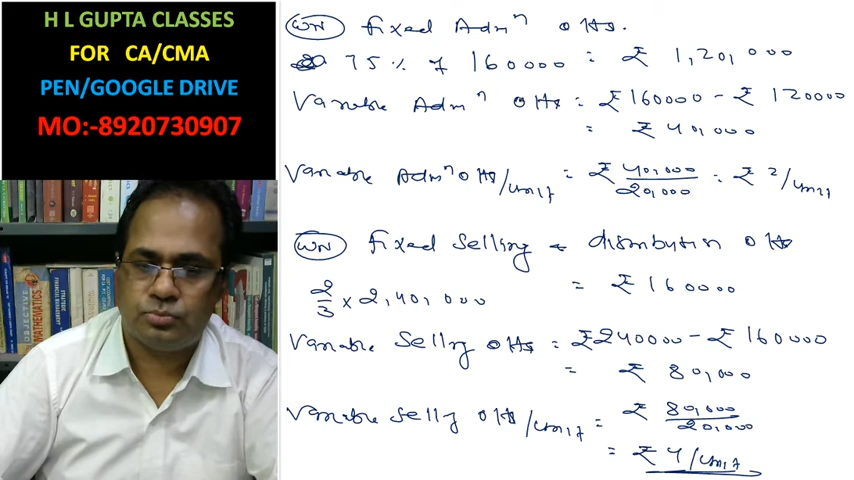 H L GUPTA CLASSES
FOR CA/CMA
PEN/GOOGLE DRIVE
MO:-8920730907
OBJECTIVE
MATHEMATICS
WN Fixed Admⁿ OHs.
75% of 160000 = ₹ 1,20,000
Variable Admⁿ OHs = ₹160000 - ₹ 120000
= ₹ 40,000
Variable Admⁿ OHs/unit = ₹ 40,000/20,000 = ₹ 2/unit
WN Fixed Selling & distribution OHs
2/3 x 2,40,000 = ₹ 160000
Variable Selling OHs = ₹240000 - ₹ 160000
= ₹ 80,000
Variable Selling OHs/unit = ₹ 80,000/20,000
= ₹ 4/unit